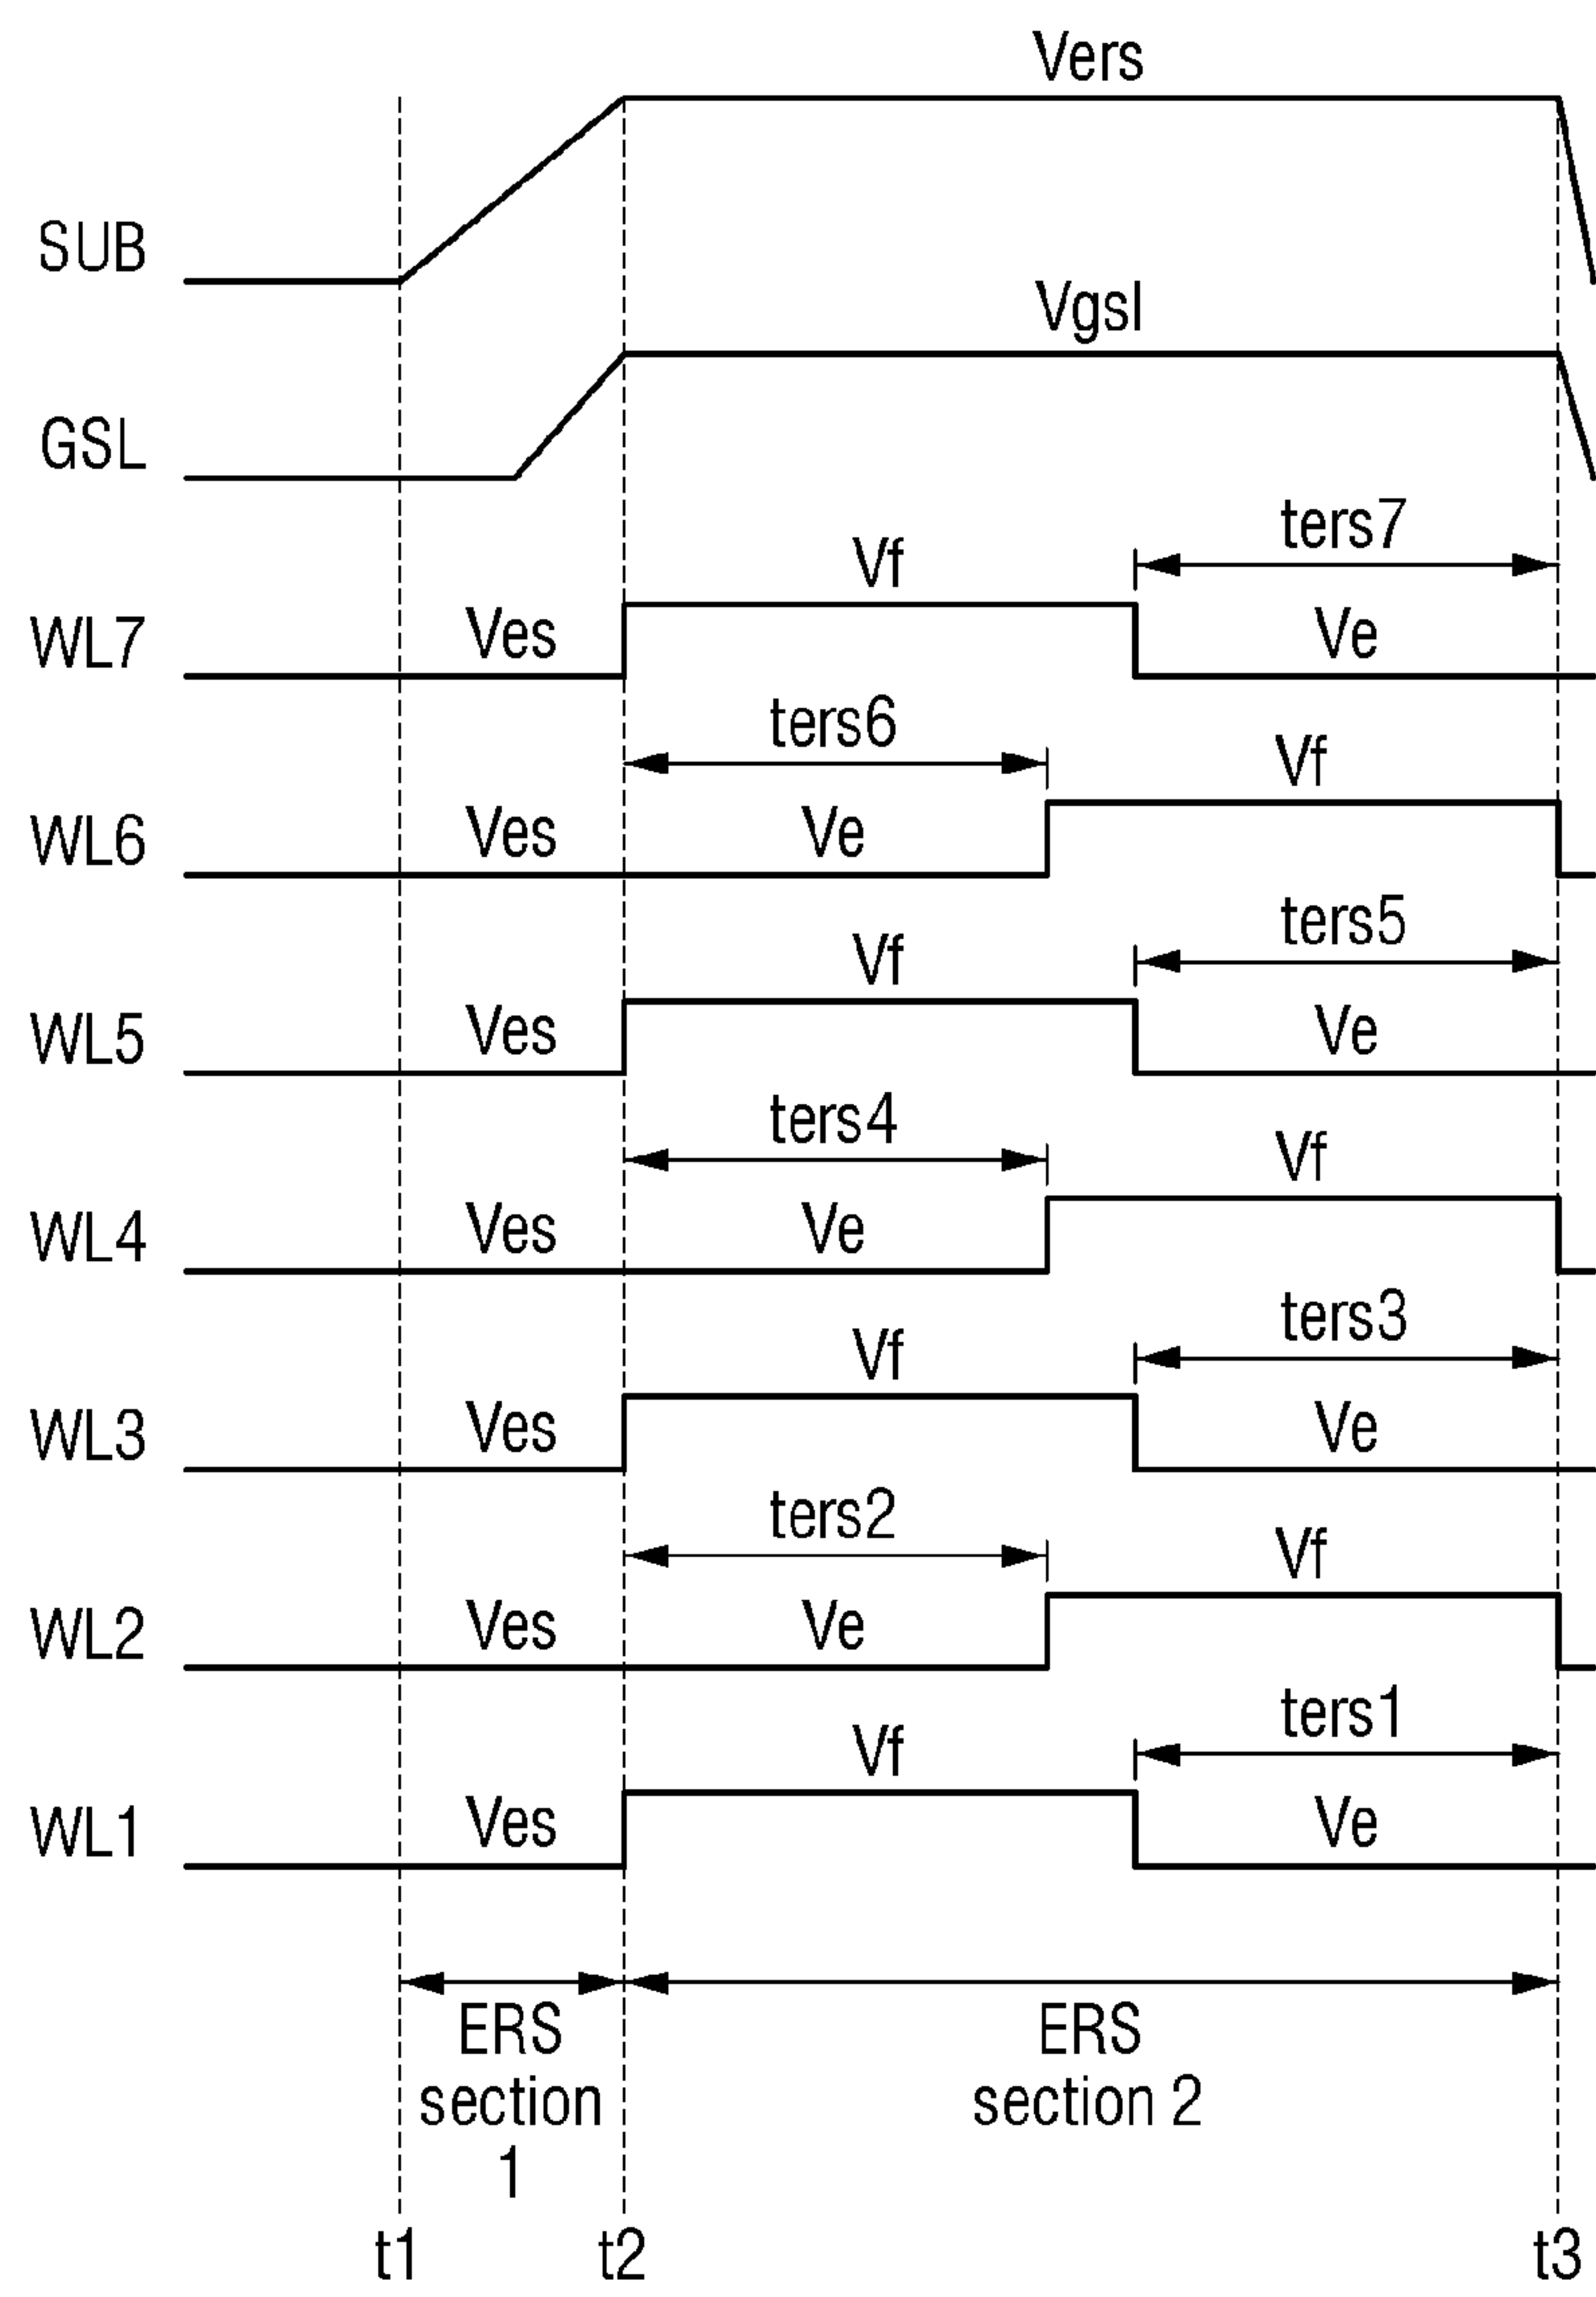 Vers
SUB
Vgsl
GSL
ters7
Vf
WL7 Ves Ve
ters6
Vf
WL6 Ves Ve
ters5
Vf
WL5 Ves Ve
ters4
Vf
WL4 Ves Ve
ters3
Vf
WL3 Ves Ve
ters2
Vf
WL2 Ves Ve
ters1
Vf
WL1 Ves Ve
ERS
section
1
ERS
section 2
t1 t2 t3